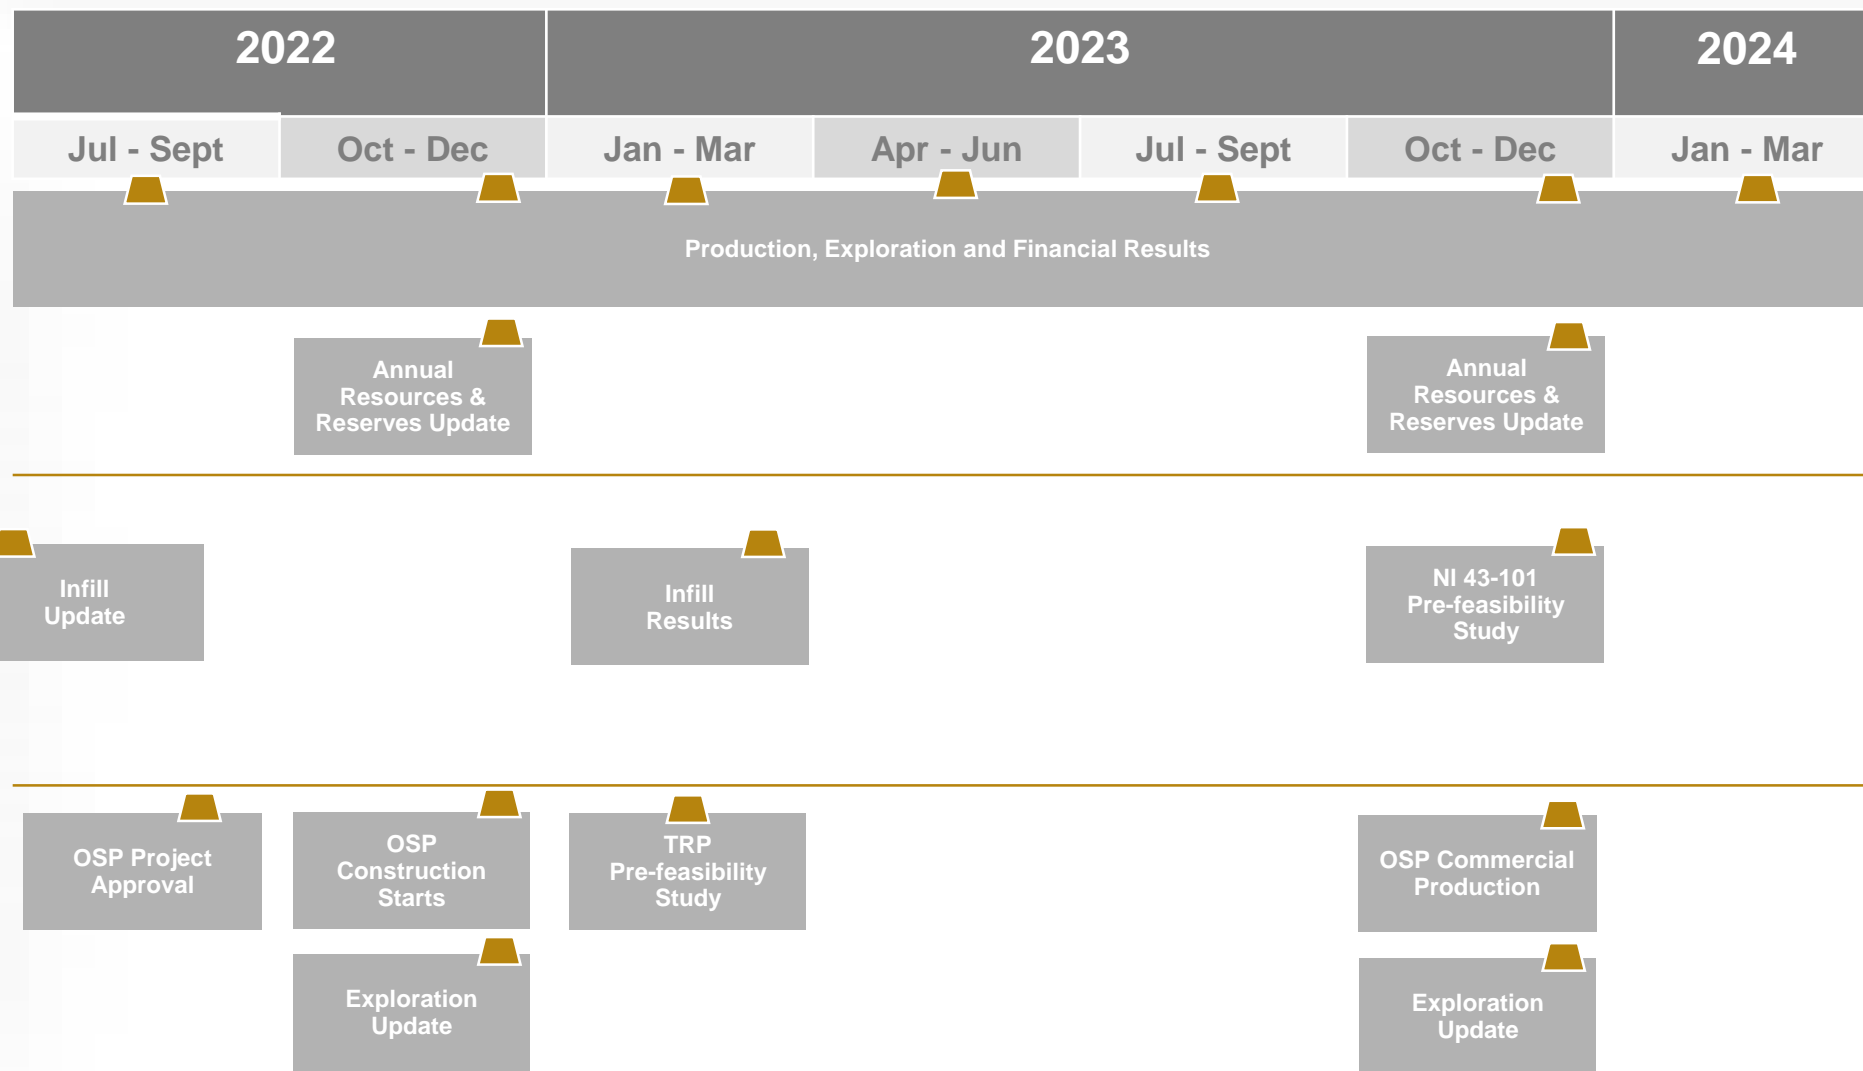 2022
2023
2024
Jul - Sept
Oct - Dec
Jan - Mar
Apr - Jun
Jul - Sept
Oct - Dec
Jan - Mar
Production, Exploration and Financial Results
Annual
Resources &
Reserves Update
Annual
Resources &
Reserves Update
Infill
Update
Infill
Results
NI 43-101
Pre-feasibility
Study
OSP Project
Approval
OSP
Construction
Starts
TRP
Pre-feasibility
Study
OSP Commercial
Production
Exploration
Update
Exploration
Update